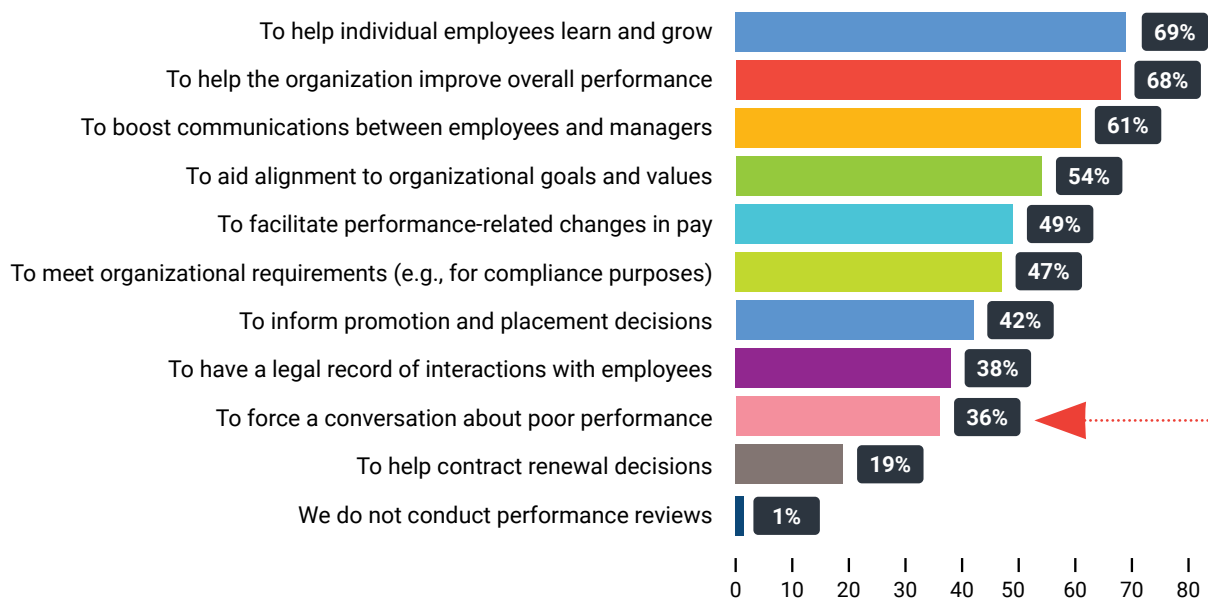 To help individual employees learn and grow 69%
To help the organization improve overall performance 68%
To boost communications between employees and managers 61%
To aid alignment to organizational goals and values 54%
To facilitate performance-related changes in pay 49%
To meet organizational requirements (e.g., for compliance purposes) 47%
To inform promotion and placement decisions 42%
To have a legal record of interactions with employees 38%
To force a conversation about poor performance 36%
To help contract renewal decisions 19%
We do not conduct performance reviews 1%
0 10 20 30 40 50 60 70 80